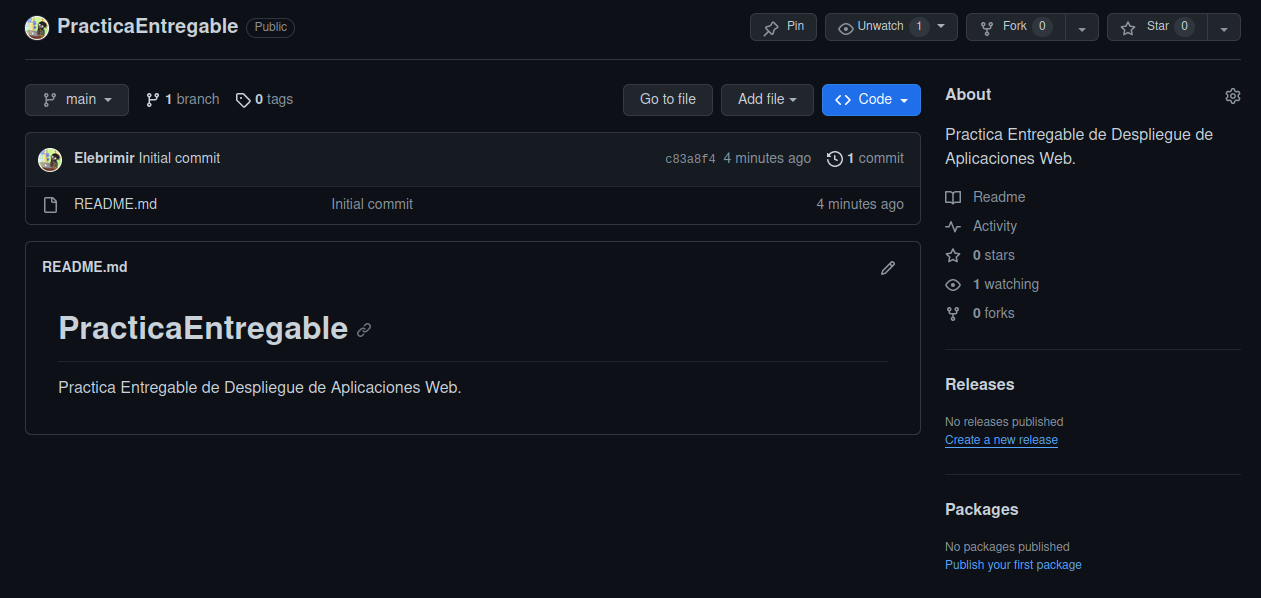 PracticaEntregable Public Pin Unwatch 1 Fork 0 Star 0
main 1 branch 0 tags Go to file Add file Code
Elebrimir Initial commit c83a8f4 4 minutes ago 1 commit
README.md Initial commit 4 minutes ago
README.md
PracticaEntregable
Practica Entregable de Despliegue de Aplicaciones Web.
About
Practica Entregable de Despliegue de
Aplicaciones Web.
Readme
Activity
0 stars
1 watching
0 forks
Releases
No releases published
Create a new release
Packages
No packages published
Publish your first package